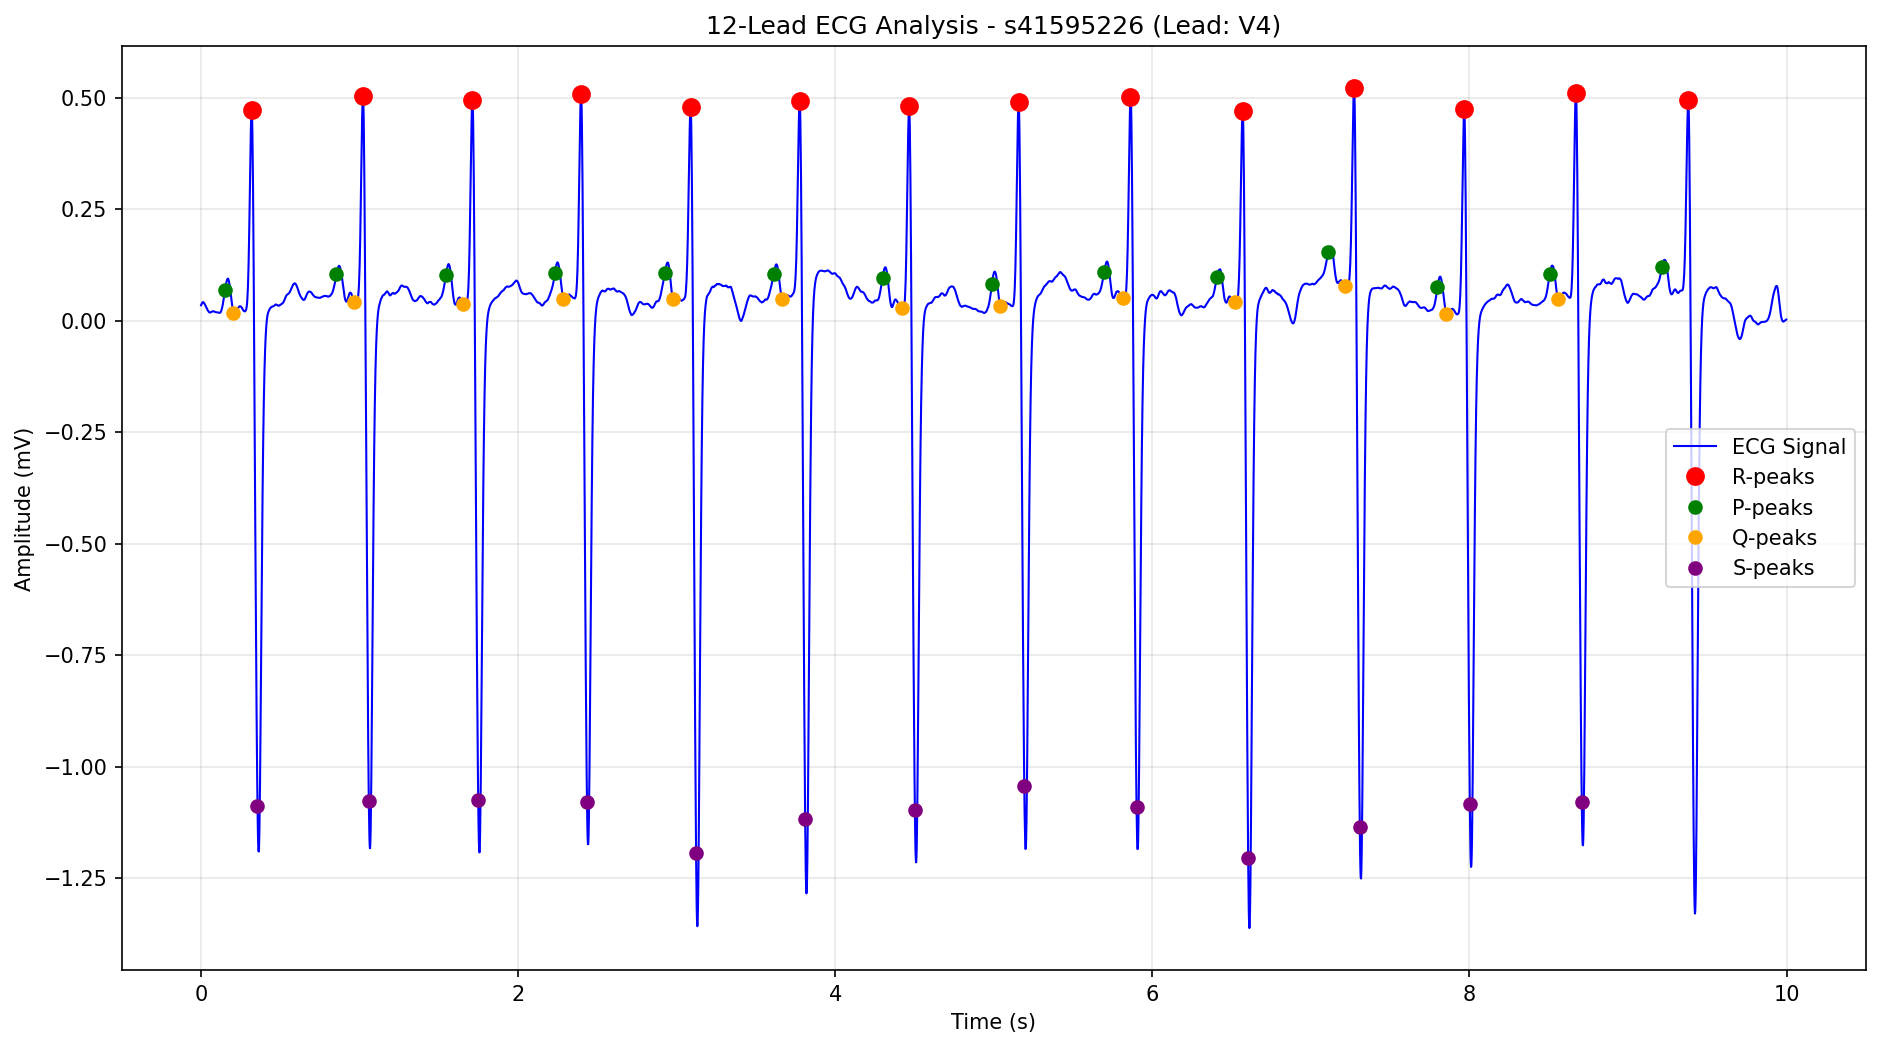 12-Lead ECG Analysis - s41595226 (Lead: V4)
Amplitude (mV)
0.50
0.25
0.00
−0.25
−0.50
−0.75
−1.00
−1.25
ECG Signal
R-peaks
P-peaks
Q-peaks
S-peaks
0 2 4 6 8 10
Time (s)